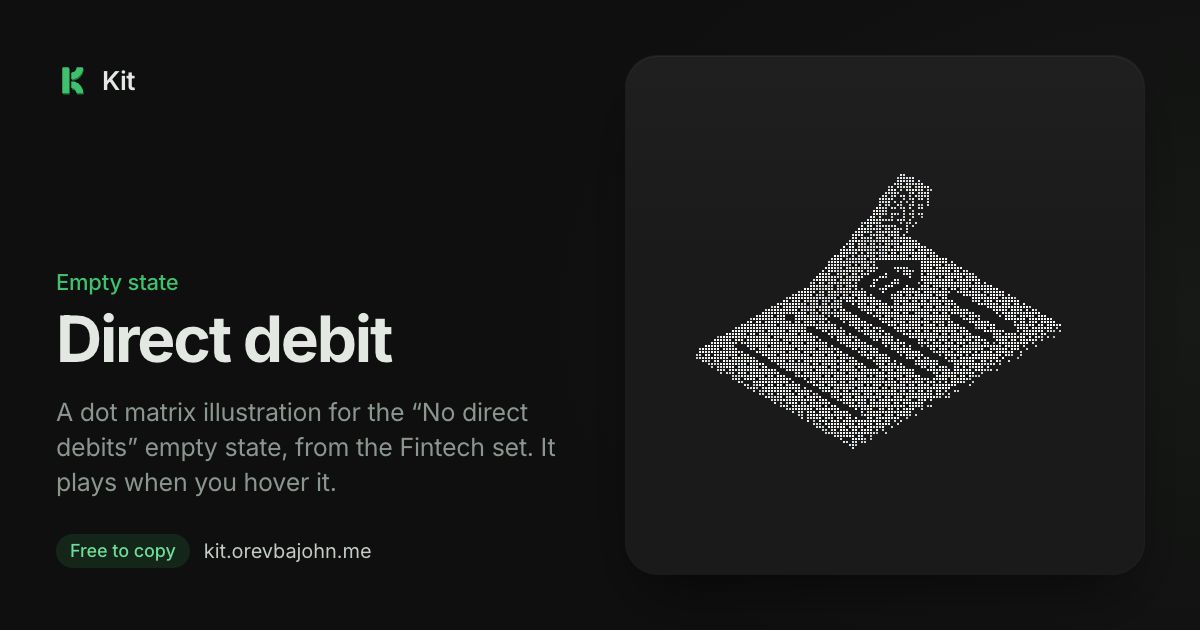 Kit
Empty state
Direct debit
A dot matrix illustration for the “No direct
debits” empty state, from the Fintech set. It
plays when you hover it.
Free to copy
kit.orevbajohn.me